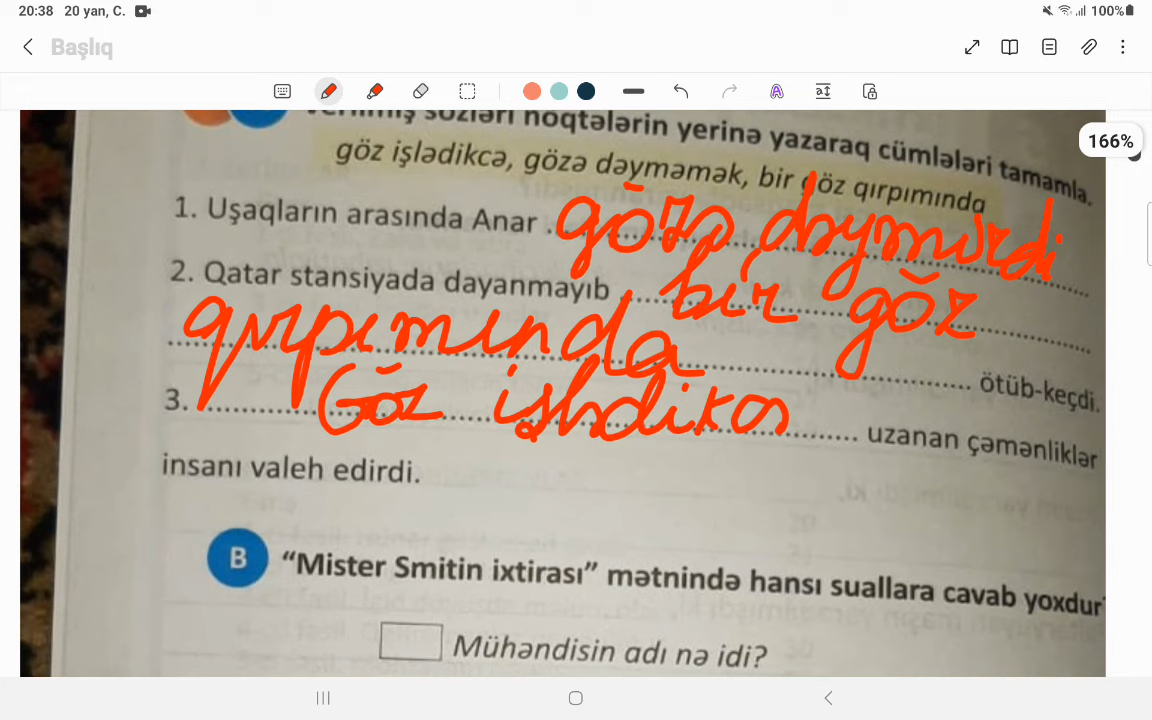 20:38 20 yan, C. 100%
Başlıq
166%
verilmiş sözləri nöqtələrin yerinə yazaraq cümlələri tamamla.
göz işlədikcə, gözə dəyməmək, bir göz qırpımında
1. Uşaqların arasında Anar gözə dəymürdi
2. Qatar stansiyada dayanmayıb bir göz
qırpımında ötüb-keçdi.
3. Göz işlədikcə uzanan çəmənliklər
insanı valeh edirdi.
B "Mister Smitin ixtirası" mətnində hansı suallara cavab yoxdur
Mühəndisin adı nə idi?